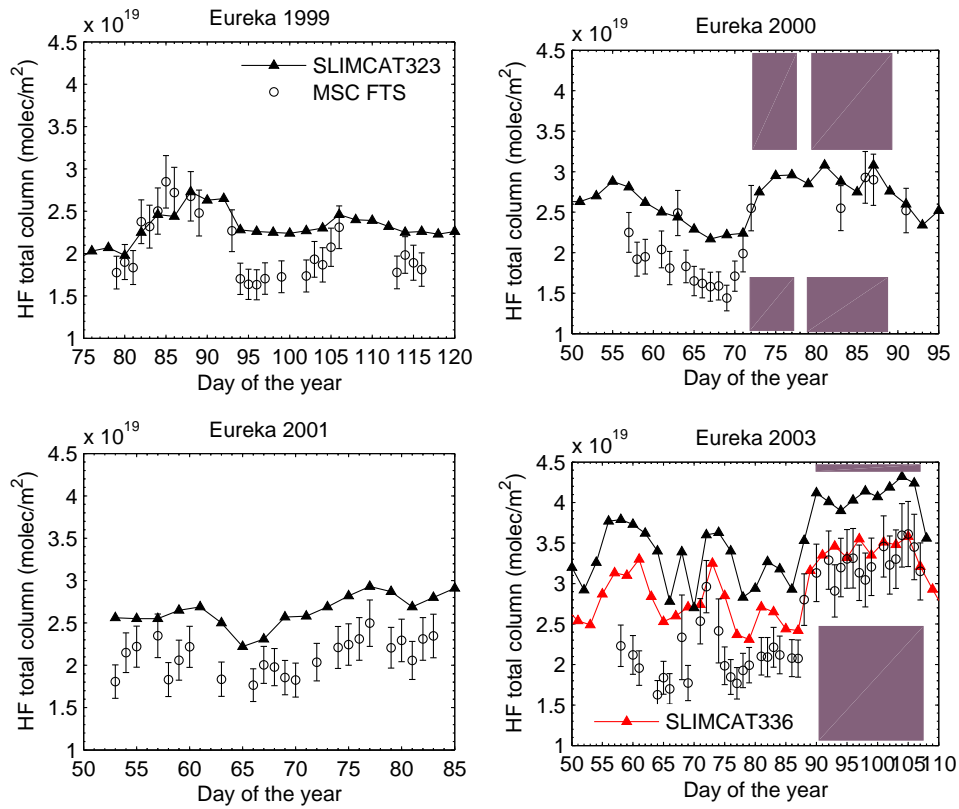 x 10^19
Eureka 1999
4.5
4
3.5
3
2.5
2
1.5
1
HF total column (molec/m^2)
SLIMCAT323
MSC FTS
75 80 85 90 95 100 105 110 115 120
Day of the year
x 10^19
Eureka 2000
4.5
4
3.5
3
2.5
2
1.5
1
HF total column (molec/m^2)
50 55 60 65 70 75 80 85 90 95
Day of the year
x 10^19
Eureka 2001
4.5
4
3.5
3
2.5
2
1.5
1
HF total column (molec/m^2)
50 55 60 65 70 75 80 85
Day of the year
x 10^19
Eureka 2003
4.5
4
3.5
3
2.5
2
1.5
1
HF total column (molec/m^2)
SLIMCAT336
50 55 60 65 70 75 80 85 90 95 100 105 110
Day of the year